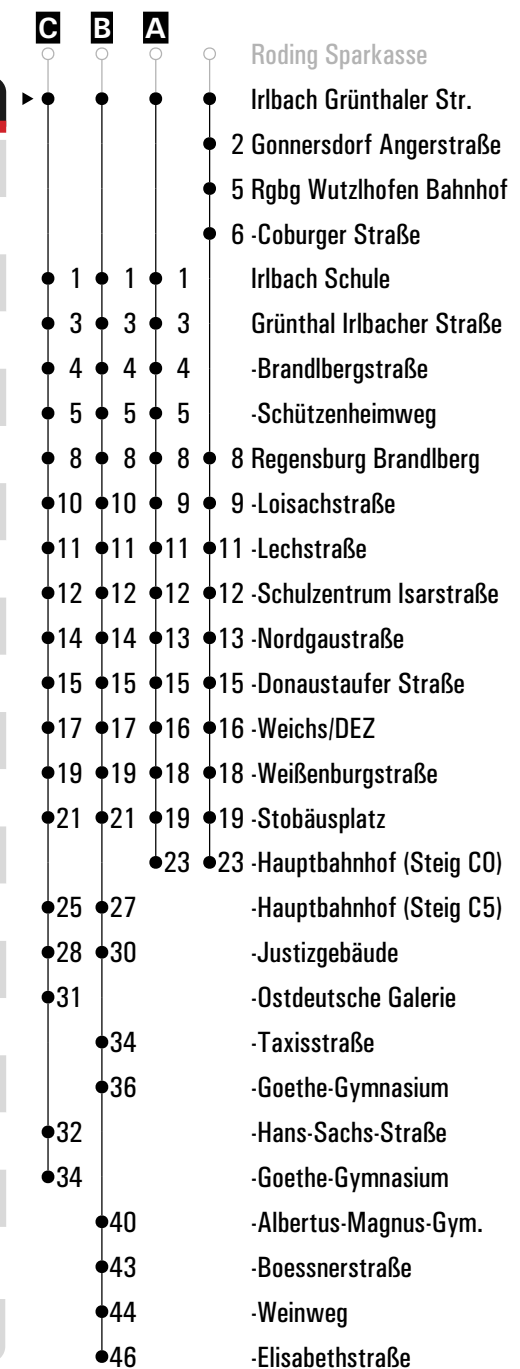 C B A
Roding Sparkasse
Irlbach Grünthaler Str.
2 Gonnersdorf Angerstraße
5 Rgbg Wutzlhofen Bahnhof
6 -Coburger Straße
1 1 1 Irlbach Schule
3 3 3 Grünthal Irlbacher Straße
4 4 4 -Brandlbergstraße
5 5 5 -Schützenheimweg
8 8 8 8 Regensburg Brandlberg
10 10 9 9 -Loisachstraße
11 11 11 11 -Lechstraße
12 12 12 12 -Schulzentrum Isarstraße
14 14 13 13 -Nordgaustraße
15 15 15 15 -Donaustaufer Straße
17 17 16 16 -Weichs/DEZ
19 19 18 18 -Weißenburgstraße
21 21 19 19 -Stobäusplatz
23 23 -Hauptbahnhof (Steig C0)
25 27 -Hauptbahnhof (Steig C5)
28 30 -Justizgebäude
31 -Ostdeutsche Galerie
34 -Taxisstraße
36 -Goethe-Gymnasium
32 -Hans-Sachs-Straße
34 -Goethe-Gymnasium
40 -Albertus-Magnus-Gym.
43 -Boessnerstraße
44 -Weinweg
46 -Elisabethstraße